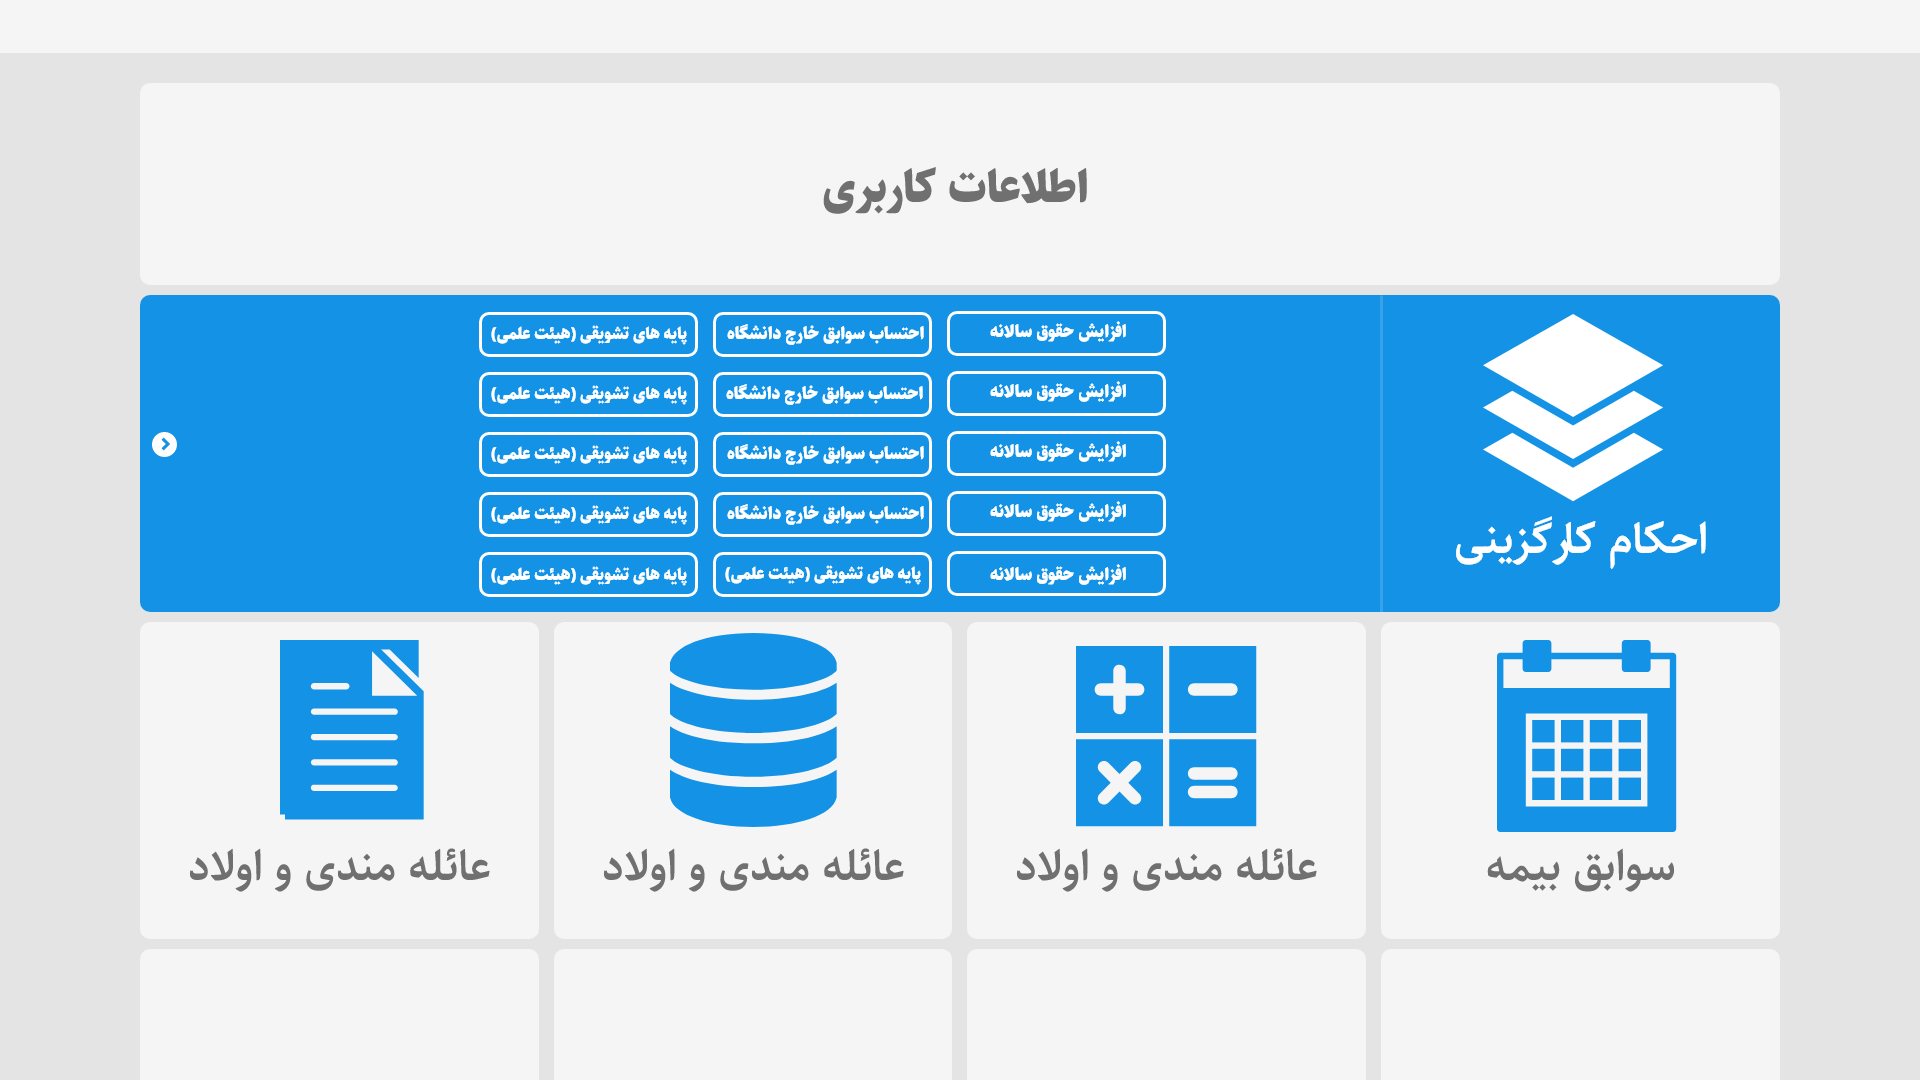 اطلاعات کاربری
احکام کارگزینی
افزایش حقوق سالانه
احتساب سوابق خارج دانشگاه
پایه های تشویقی (هیئت علمی)
افزایش حقوق سالانه
احتساب سوابق خارج دانشگاه
پایه های تشویقی (هیئت علمی)
افزایش حقوق سالانه
احتساب سوابق خارج دانشگاه
پایه های تشویقی (هیئت علمی)
افزایش حقوق سالانه
احتساب سوابق خارج دانشگاه
پایه های تشویقی (هیئت علمی)
افزایش حقوق سالانه
پایه های تشویقی (هیئت علمی)
پایه های تشویقی (هیئت علمی)
سوابق بیمه
عائله مندی و اولاد
عائله مندی و اولاد
عائله مندی و اولاد